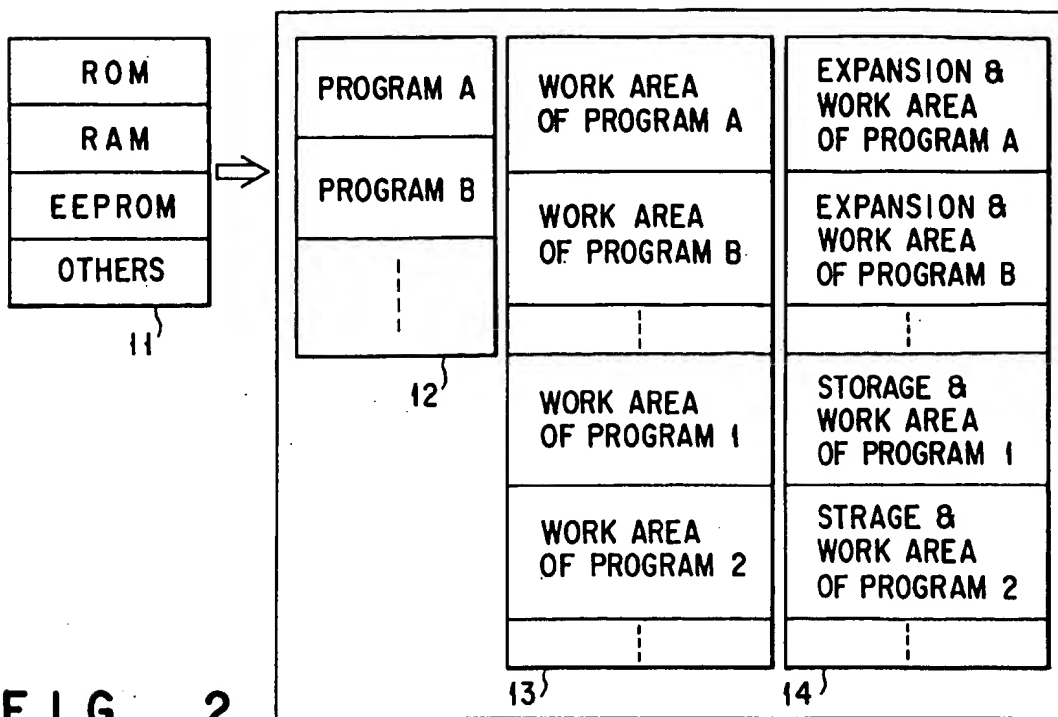 ROM
RAM
EEPROM
OTHERS
11
PROGRAM A
PROGRAM B
12
WORK AREA
OF PROGRAM A
WORK AREA
OF PROGRAM B
WORK AREA
OF PROGRAM 1
WORK AREA
OF PROGRAM 2
13
EXPANSION &
WORK AREA
OF PROGRAM A
EXPANSION &
WORK AREA
OF PROGRAM B
STORAGE &
WORK AREA
OF PROGRAM 1
STRAGE &
WORK AREA
OF PROGRAM 2
14
FIG. 2